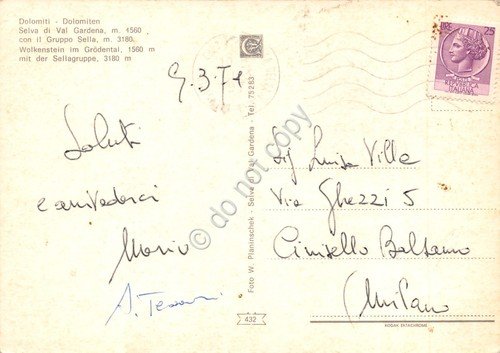 Dolomiti - Dolomiten
Selva di Val Gardena, m. 1560
con il Gruppo Sella, m. 3180
Wolkenstein im Grödental, 1560 m
mit der Sellagruppe, 3180 m
9.3.71
Saluti
e arrivederci
Mario
Foto W. Planinschek - Selva di Val Gardena - Tel. 75283
432
Sig Luisa Villa
Via Ghezzi 5
Cinisello Balsamo
(Milano
KODAK EKTACHROME
25
© do not copy